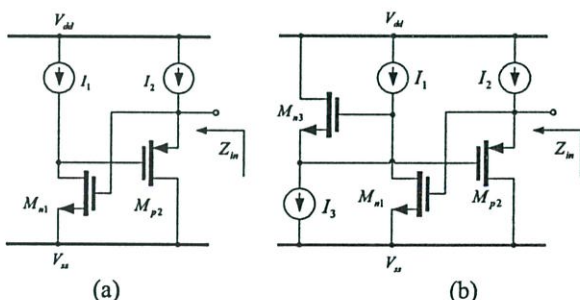 V_dd
I_1
I_2
Z_in
M_n1
M_p2
V_ss
(a)
V_dd
M_n3
I_1
I_2
Z_in
I_3
M_n1
M_p2
V_ss
(b)